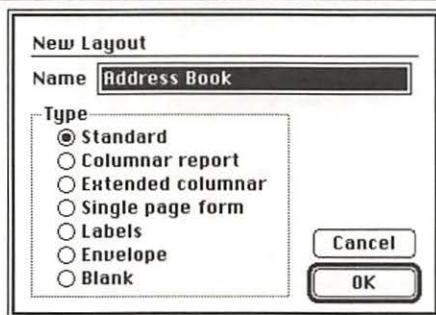 New Layout
Name Address Book
Type
Standard
Columnar report
Extended columnar
Single page form
Labels
Envelope
Blank
Cancel
OK